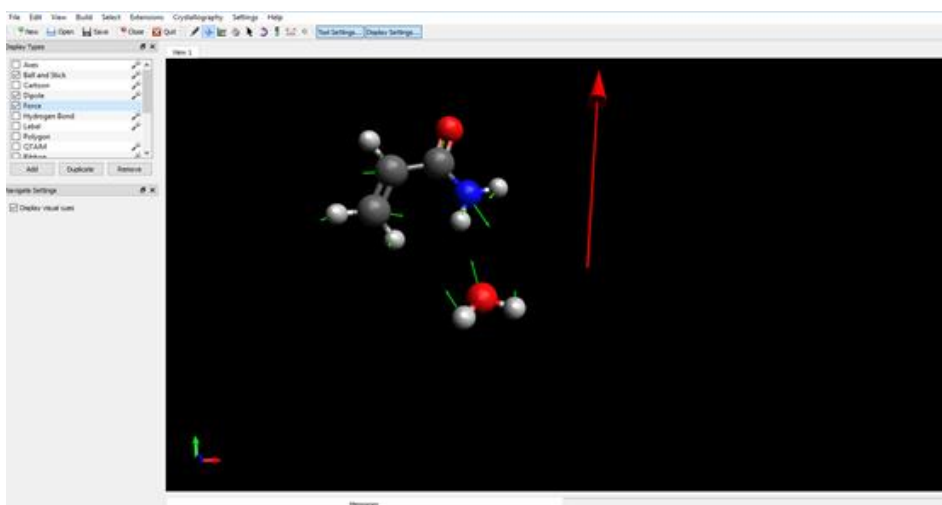 File Edit View Build Select Extensions Crystallography Settings Help
New Open Save Close Quit Tool Settings... Display Settings...
Display Types
View 1
Axes
Ball and Stick
Cartoon
Dipole
Force
Hydrogen Bond
Label
Polygon
QTAIM
Ribbon
Add Duplicate Remove
Navigate Settings
Display visual cues
Messages